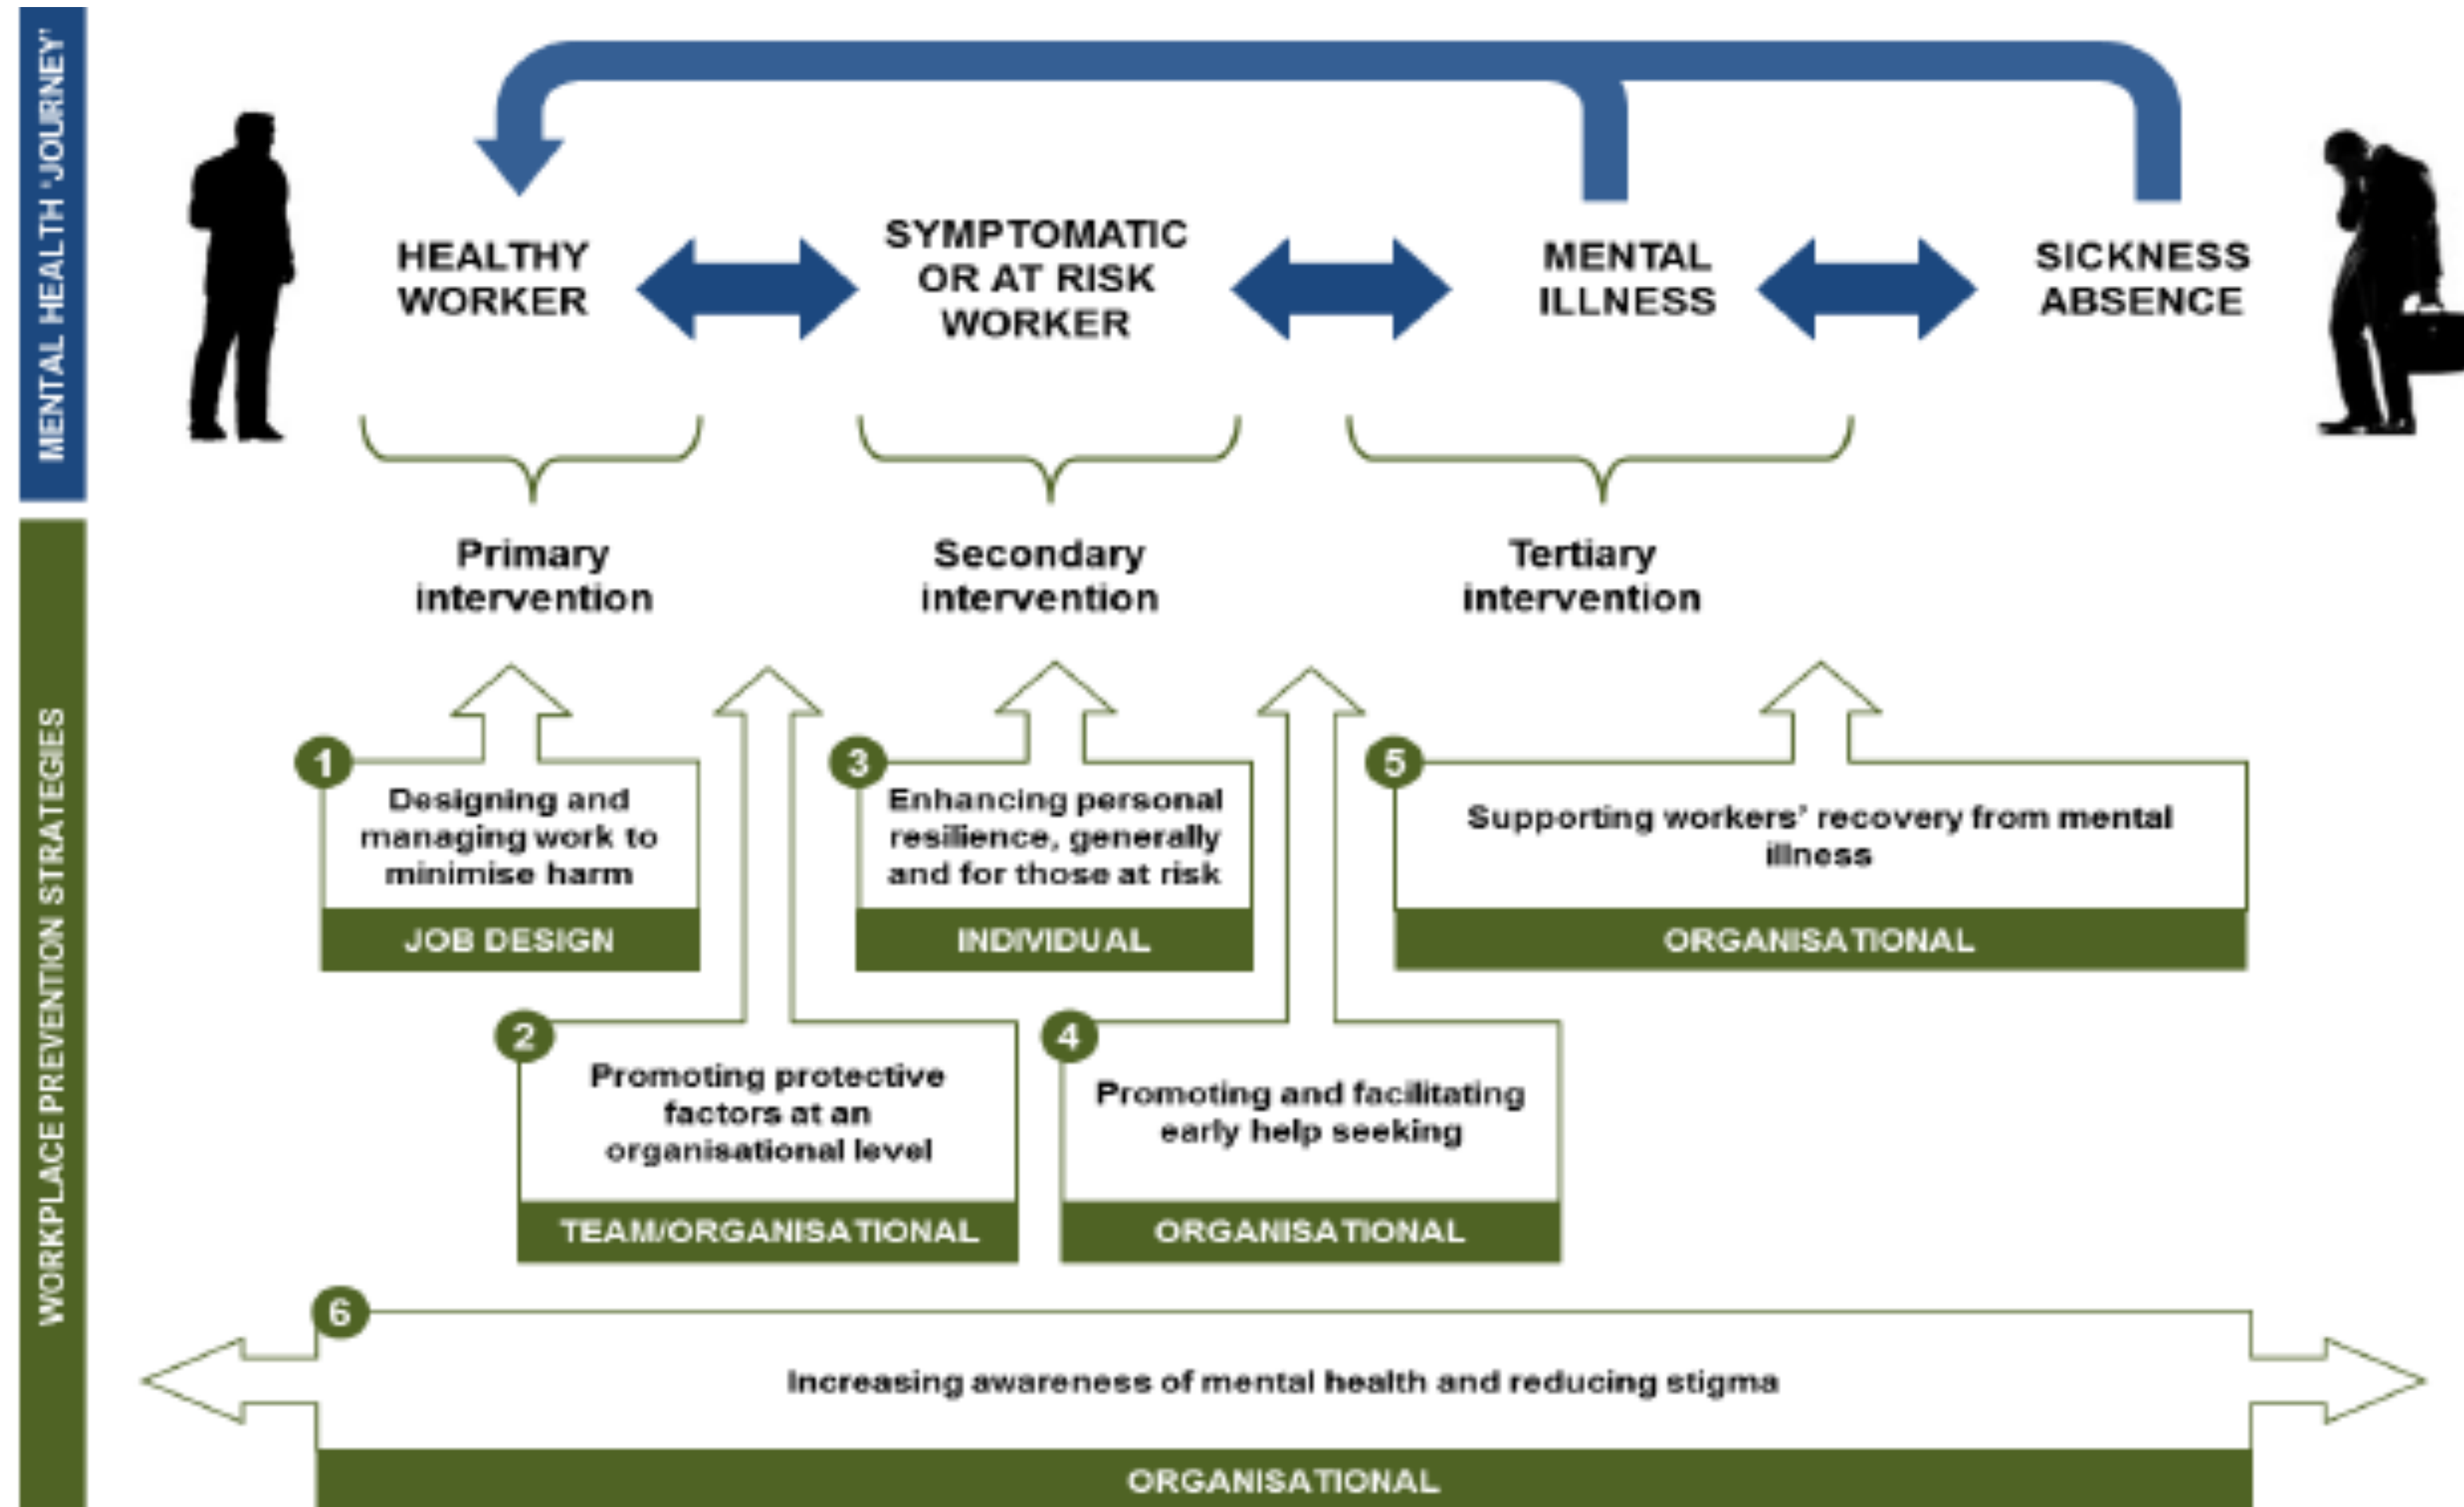 MENTAL HEALTH 'JOURNEY'
HEALTHY
WORKER
SYMPTOMATIC
OR AT RISK
WORKER
MENTAL
ILLNESS
SICKNESS
ABSENCE
WORKPLACE PREVENTION STRATEGIES
Primary
intervention
Secondary
intervention
Tertiary
intervention
1
Designing and
managing work to
minimise harm
JOB DESIGN
3
Enhancing personal
resilience, generally
and for those at risk
INDIVIDUAL
5
Supporting workers' recovery from mental
illness
ORGANISATIONAL
2
Promoting protective
factors at an
organisational level
TEAM/ORGANISATIONAL
4
Promoting and facilitating
early help seeking
ORGANISATIONAL
6
Increasing awareness of mental health and reducing stigma
ORGANISATIONAL